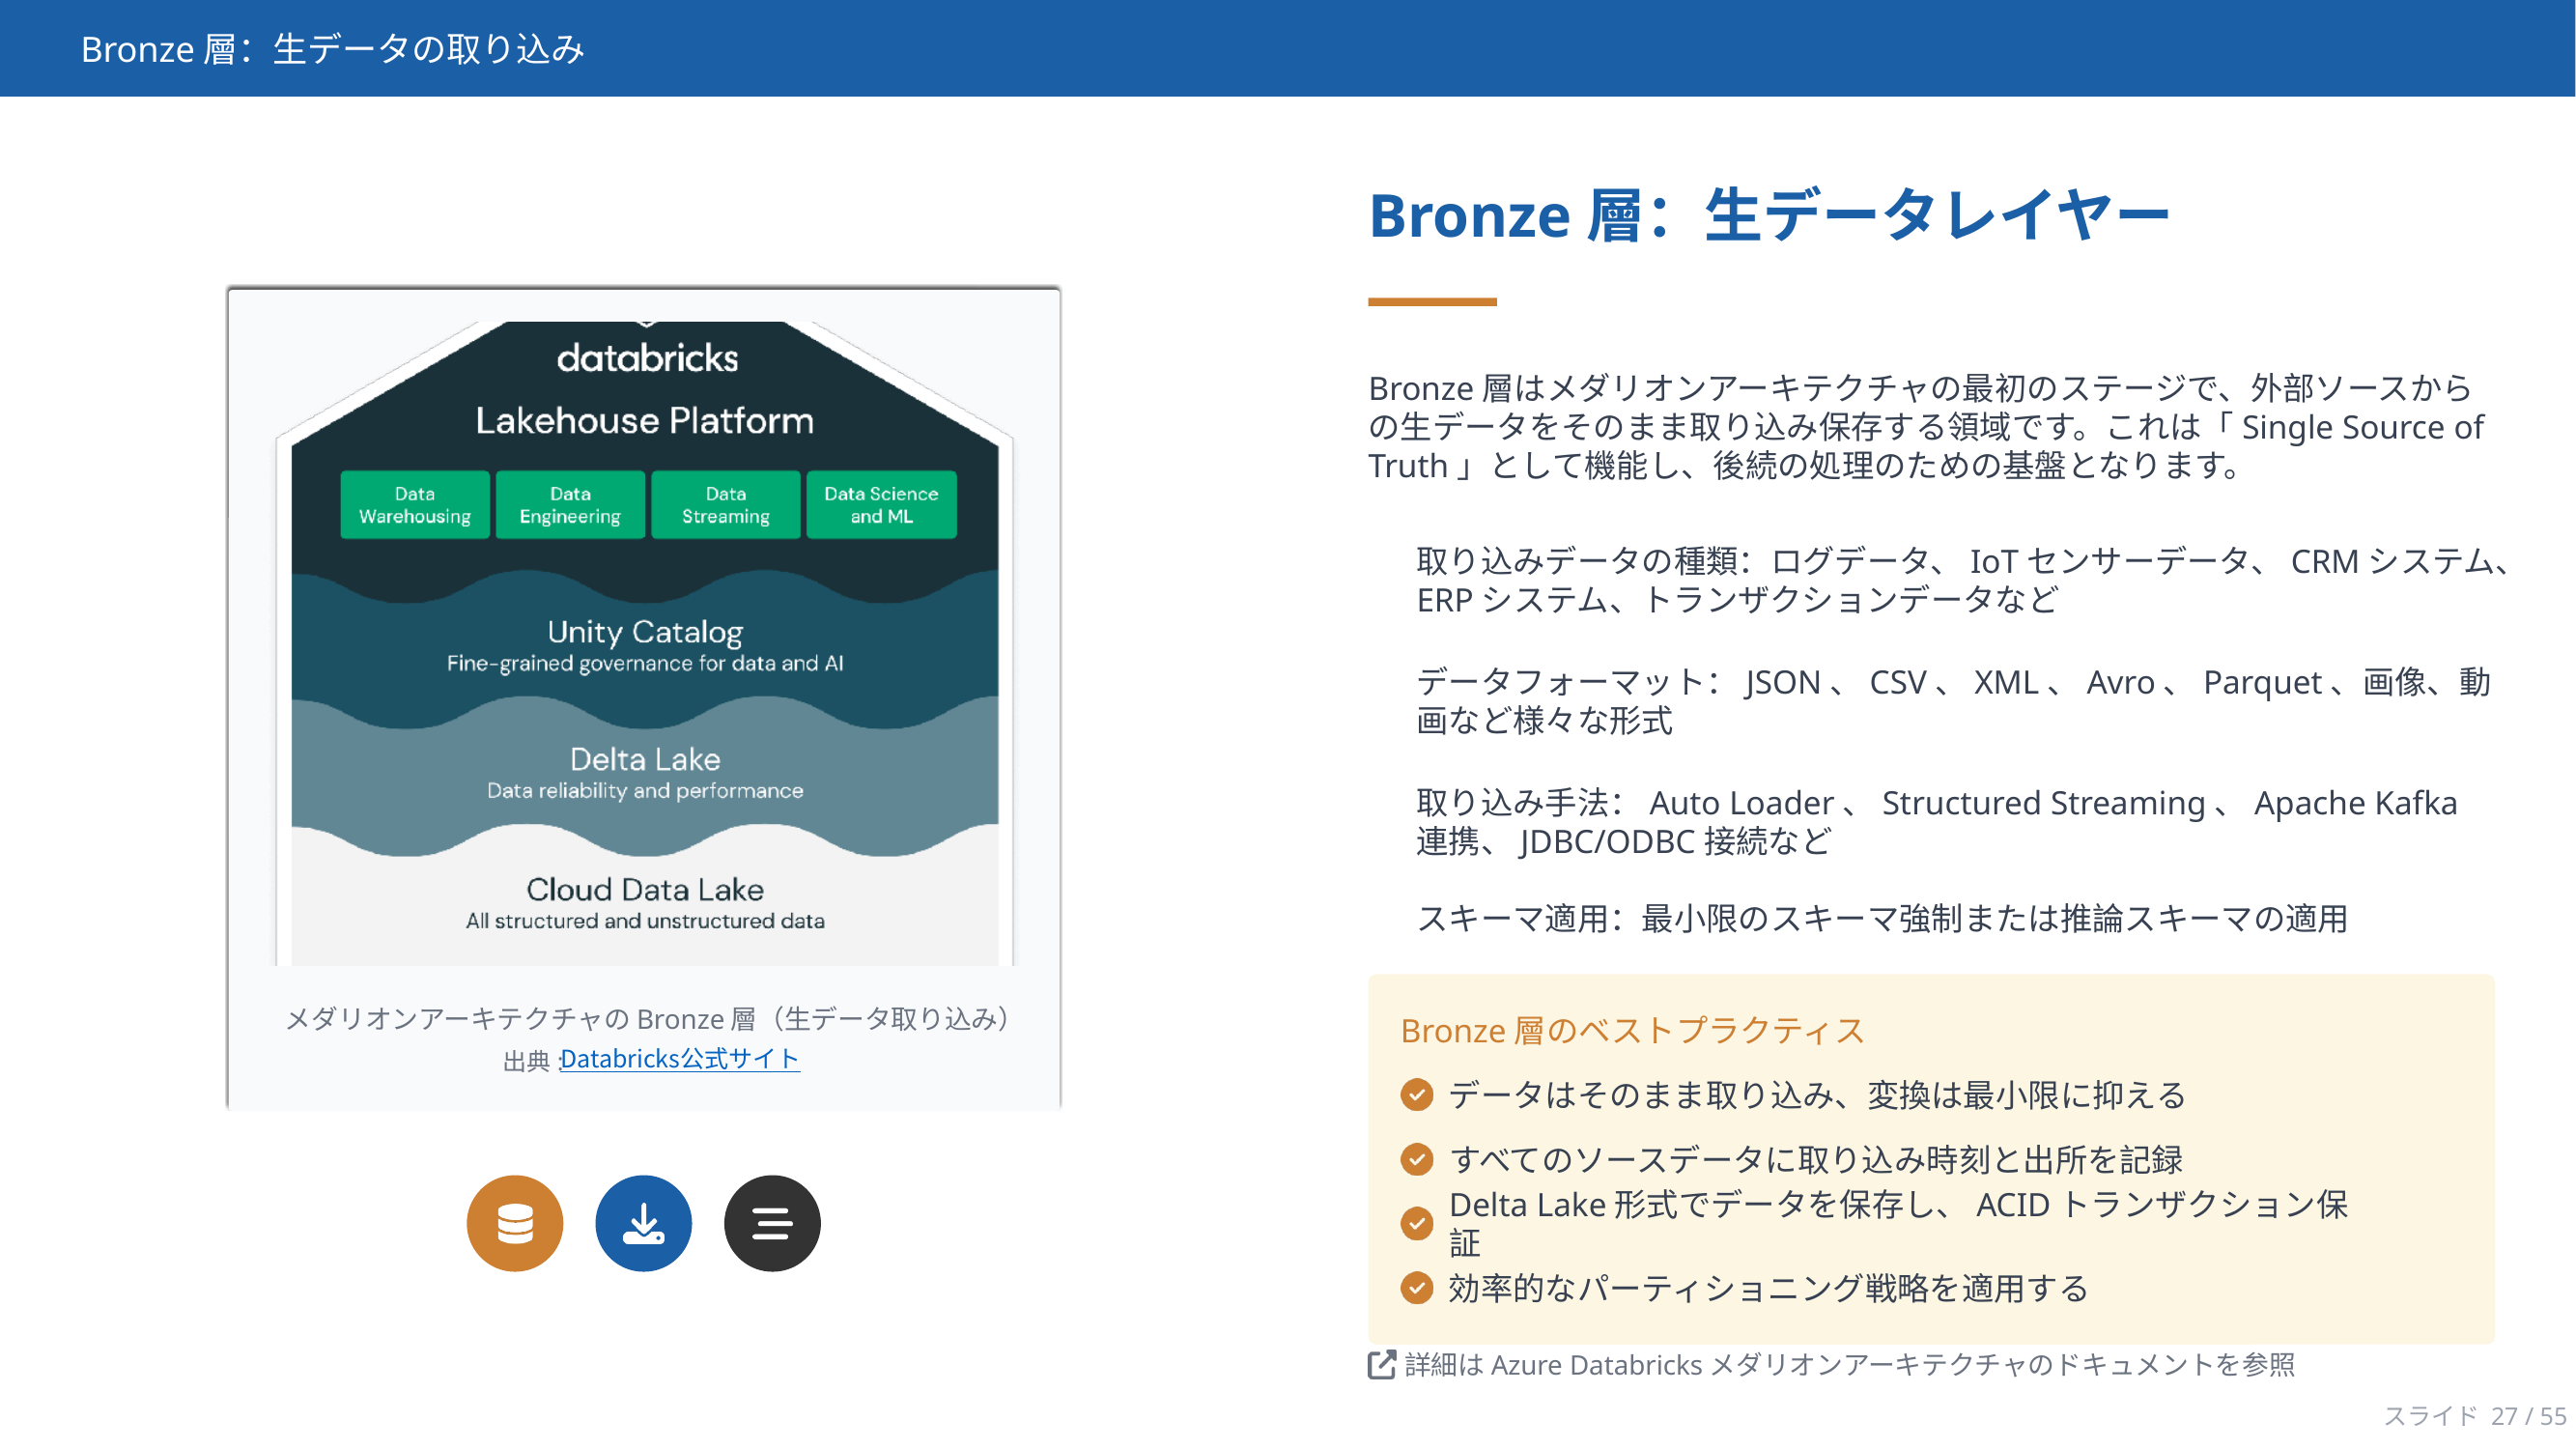 Bronze 層：生データの取り込み
databricks
Lakehouse Platform
Data Warehousing
Data Engineering
Data Streaming
Data Science and ML
Unity Catalog
Fine-grained governance for data and AI
Delta Lake
Data reliability and performance
Cloud Data Lake
All structured and unstructured data
メダリオンアーキテクチャの Bronze 層（生データ取り込み）
出典 :Databricks公式サイト
Bronze 層：生データレイヤー
Bronze 層はメダリオンアーキテクチャの最初のステージで、外部ソースから
の生データをそのまま取り込み保存する領域です。これは「 Single Source of
Truth 」として機能し、後続の処理のための基盤となります。
取り込みデータの種類：ログデータ、 IoT センサーデータ、 CRM システム、
ERP システム、トランザクションデータなど
データフォーマット： JSON 、 CSV 、 XML 、 Avro 、 Parquet 、画像、動
画など様々な形式
取り込み手法： Auto Loader 、 Structured Streaming 、 Apache Kafka
連携、 JDBC/ODBC 接続など
スキーマ適用：最小限のスキーマ強制または推論スキーマの適用
Bronze 層のベストプラクティス
データはそのまま取り込み、変換は最小限に抑える
すべてのソースデータに取り込み時刻と出所を記録
Delta Lake 形式でデータを保存し、 ACID トランザクション保
証
効率的なパーティショニング戦略を適用する
詳細は Azure Databricks メダリオンアーキテクチャのドキュメントを参照
スライド 27 / 55